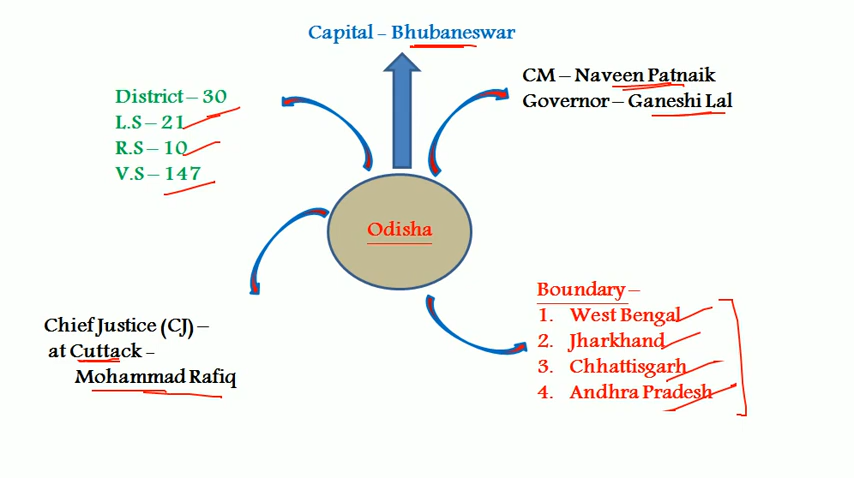 Capital – Bhubaneswar
CM – Naveen Patnaik
Governor – Ganeshi Lal
District – 30
L.S – 21
R.S – 10
V.S – 147
Odisha
Chief Justice (CJ) –
at Cuttack –
Mohammad Rafiq
Boundary –
1. West Bengal
2. Jharkhand
3. Chhattisgarh
4. Andhra Pradesh